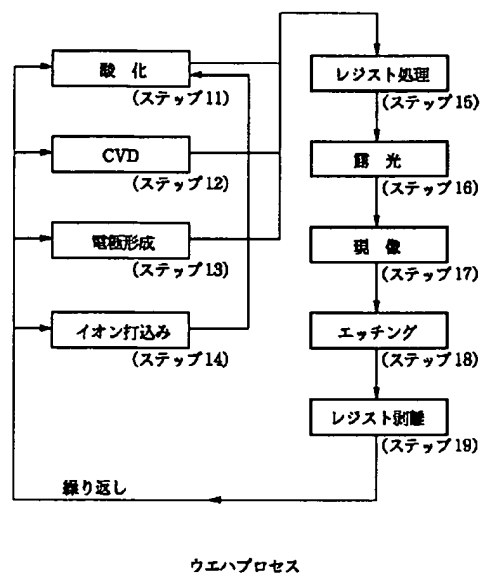 酸 化
(ステップ11)
CVD
(ステップ12)
電極形成
(ステップ13)
イオン打込み
(ステップ14)
レジスト処理
(ステップ15)
露 光
(ステップ16)
現 像
(ステップ17)
エッチング
(ステップ18)
レジスト剥離
(ステップ19)
繰り返し
ウエハプロセス